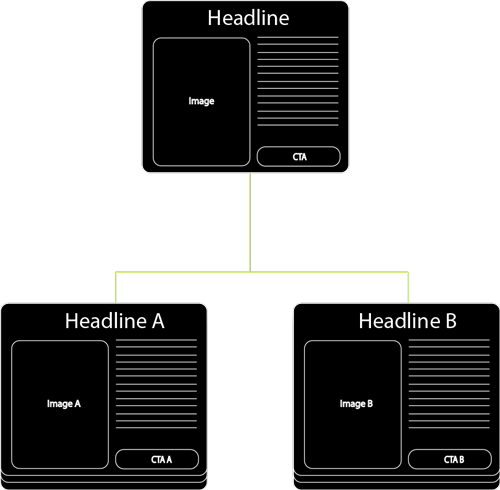 Headline
Image
CTA
Headline A
Image A
CTA A
Headline B
Image B
CTA B